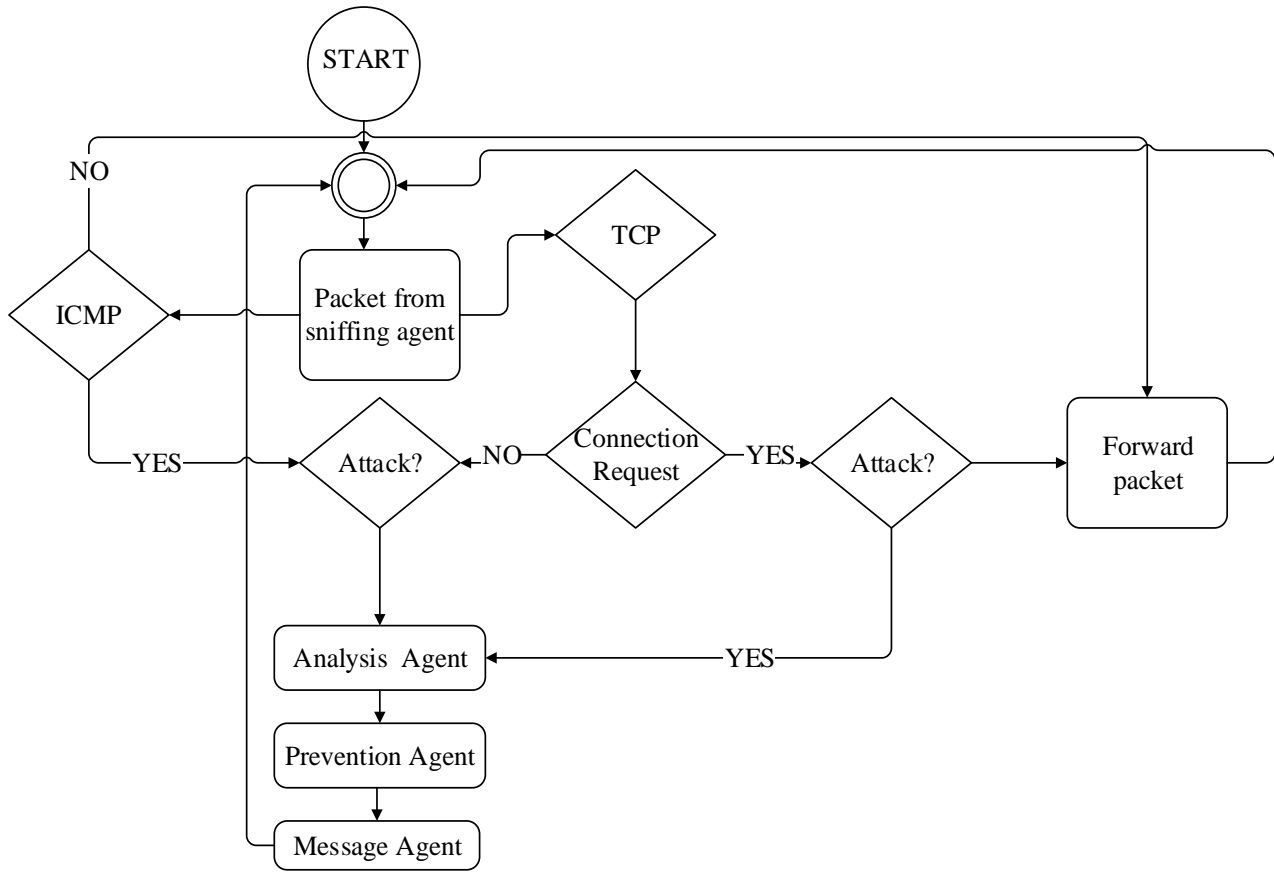 START
NO
TCP
Packet from
sniffing agent
ICMP
Connection
Request
Attack?
NO
YES
Attack?
Forward
packet
YES
Analysis Agent
YES
Prevention Agent
Message Agent